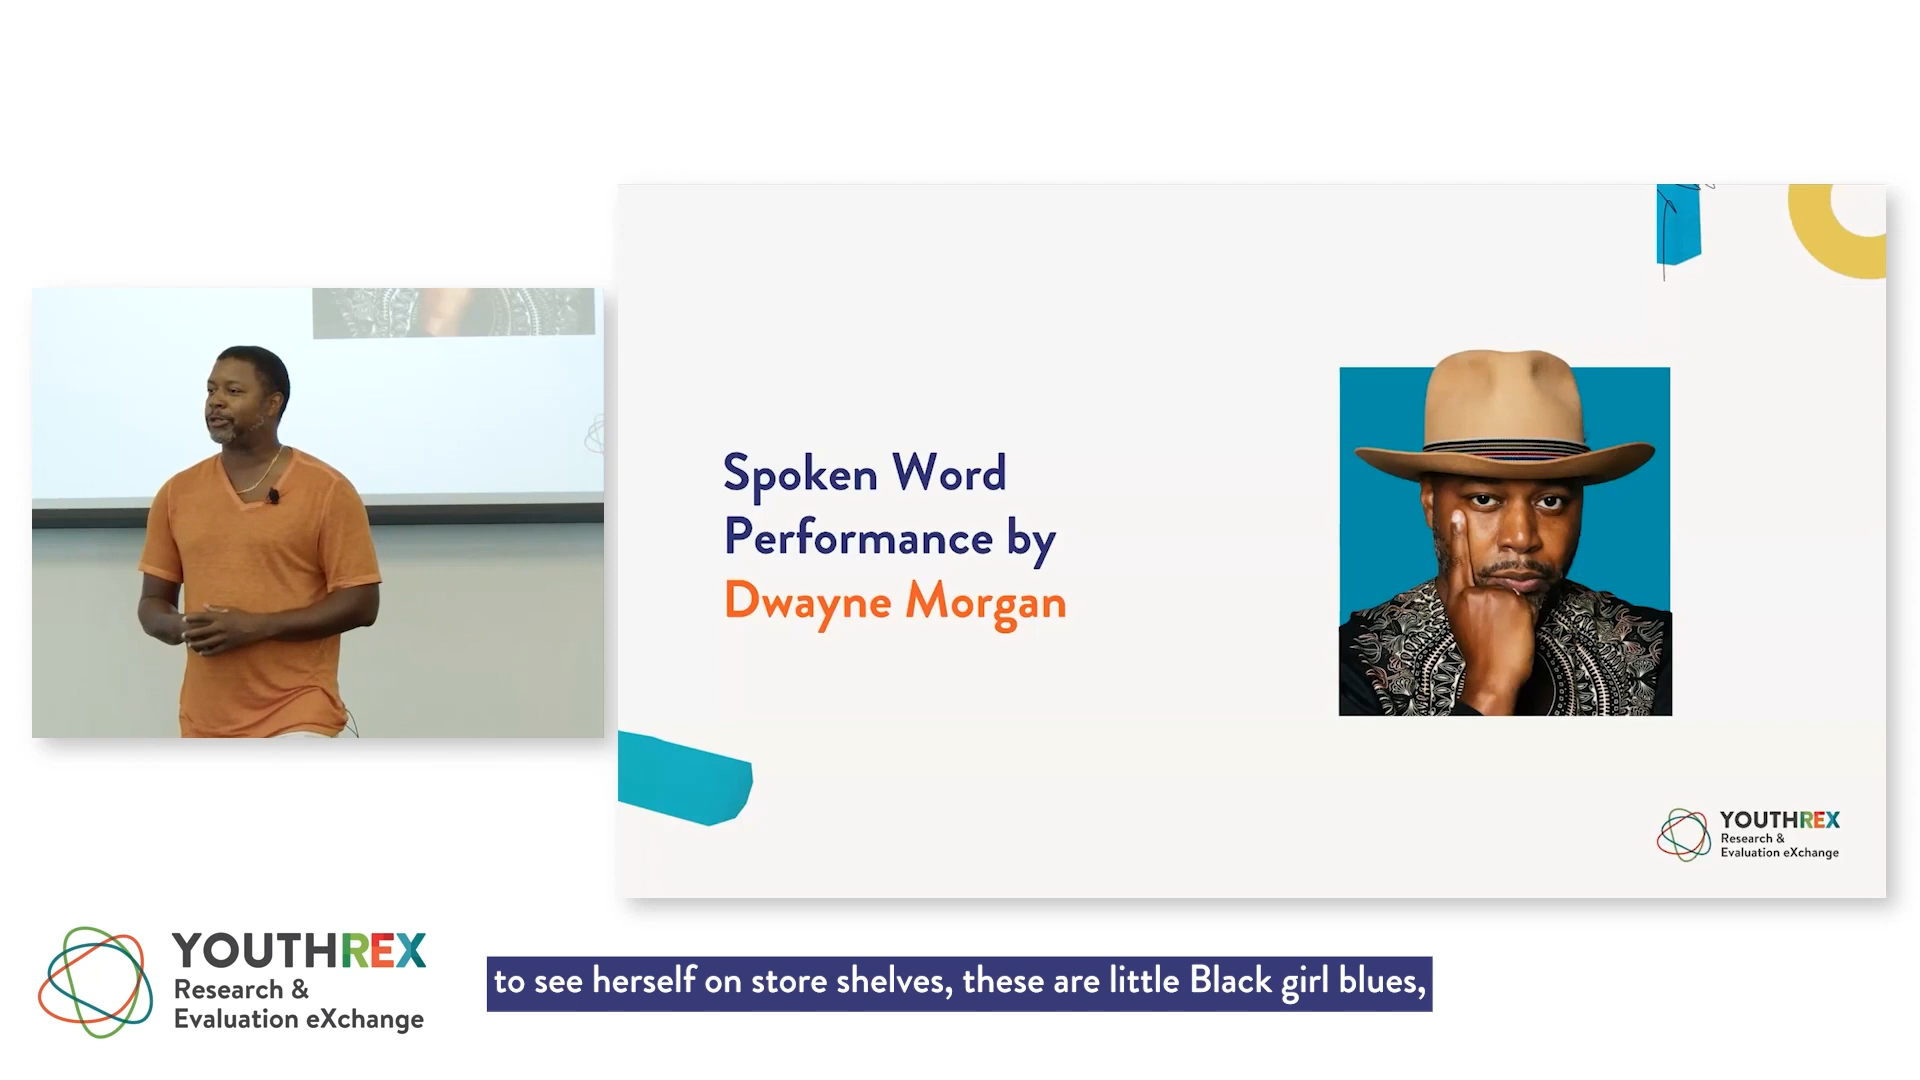 Spoken Word
Performance by
Dwayne Morgan
YOUTHREX
Research &
Evaluation eXchange
YOUTHREX
Research &
Evaluation eXchange
to see herself on store shelves, these are little Black girl blues,